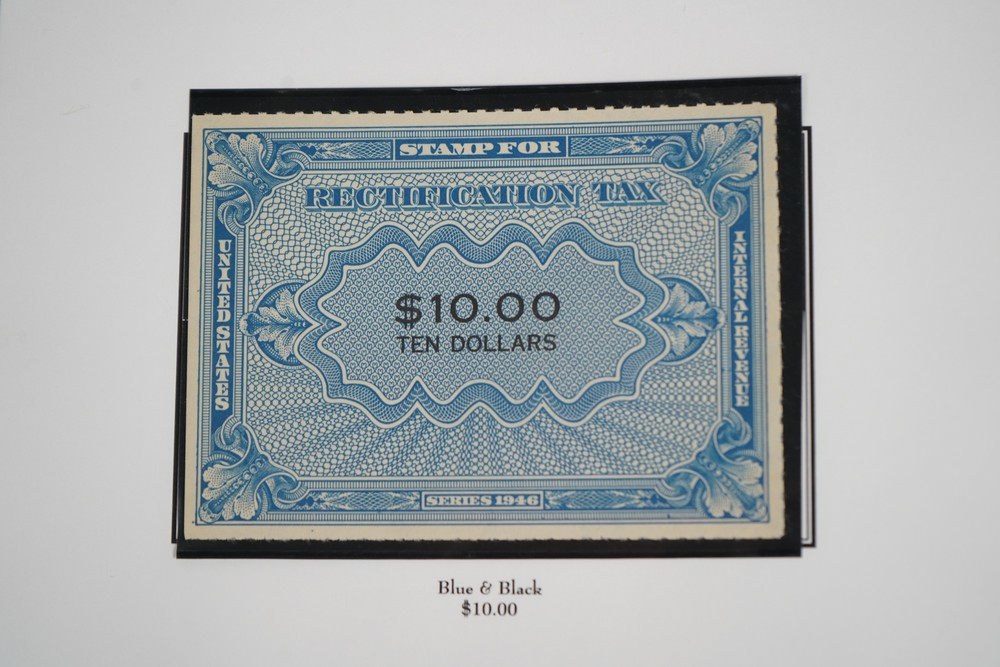 STAMP FOR
RECTIFICATION TAX
UNITED STATES
INTERNAL REVENUE
$10.00
TEN DOLLARS
SERIES 1946
Blue & Black
$10.00